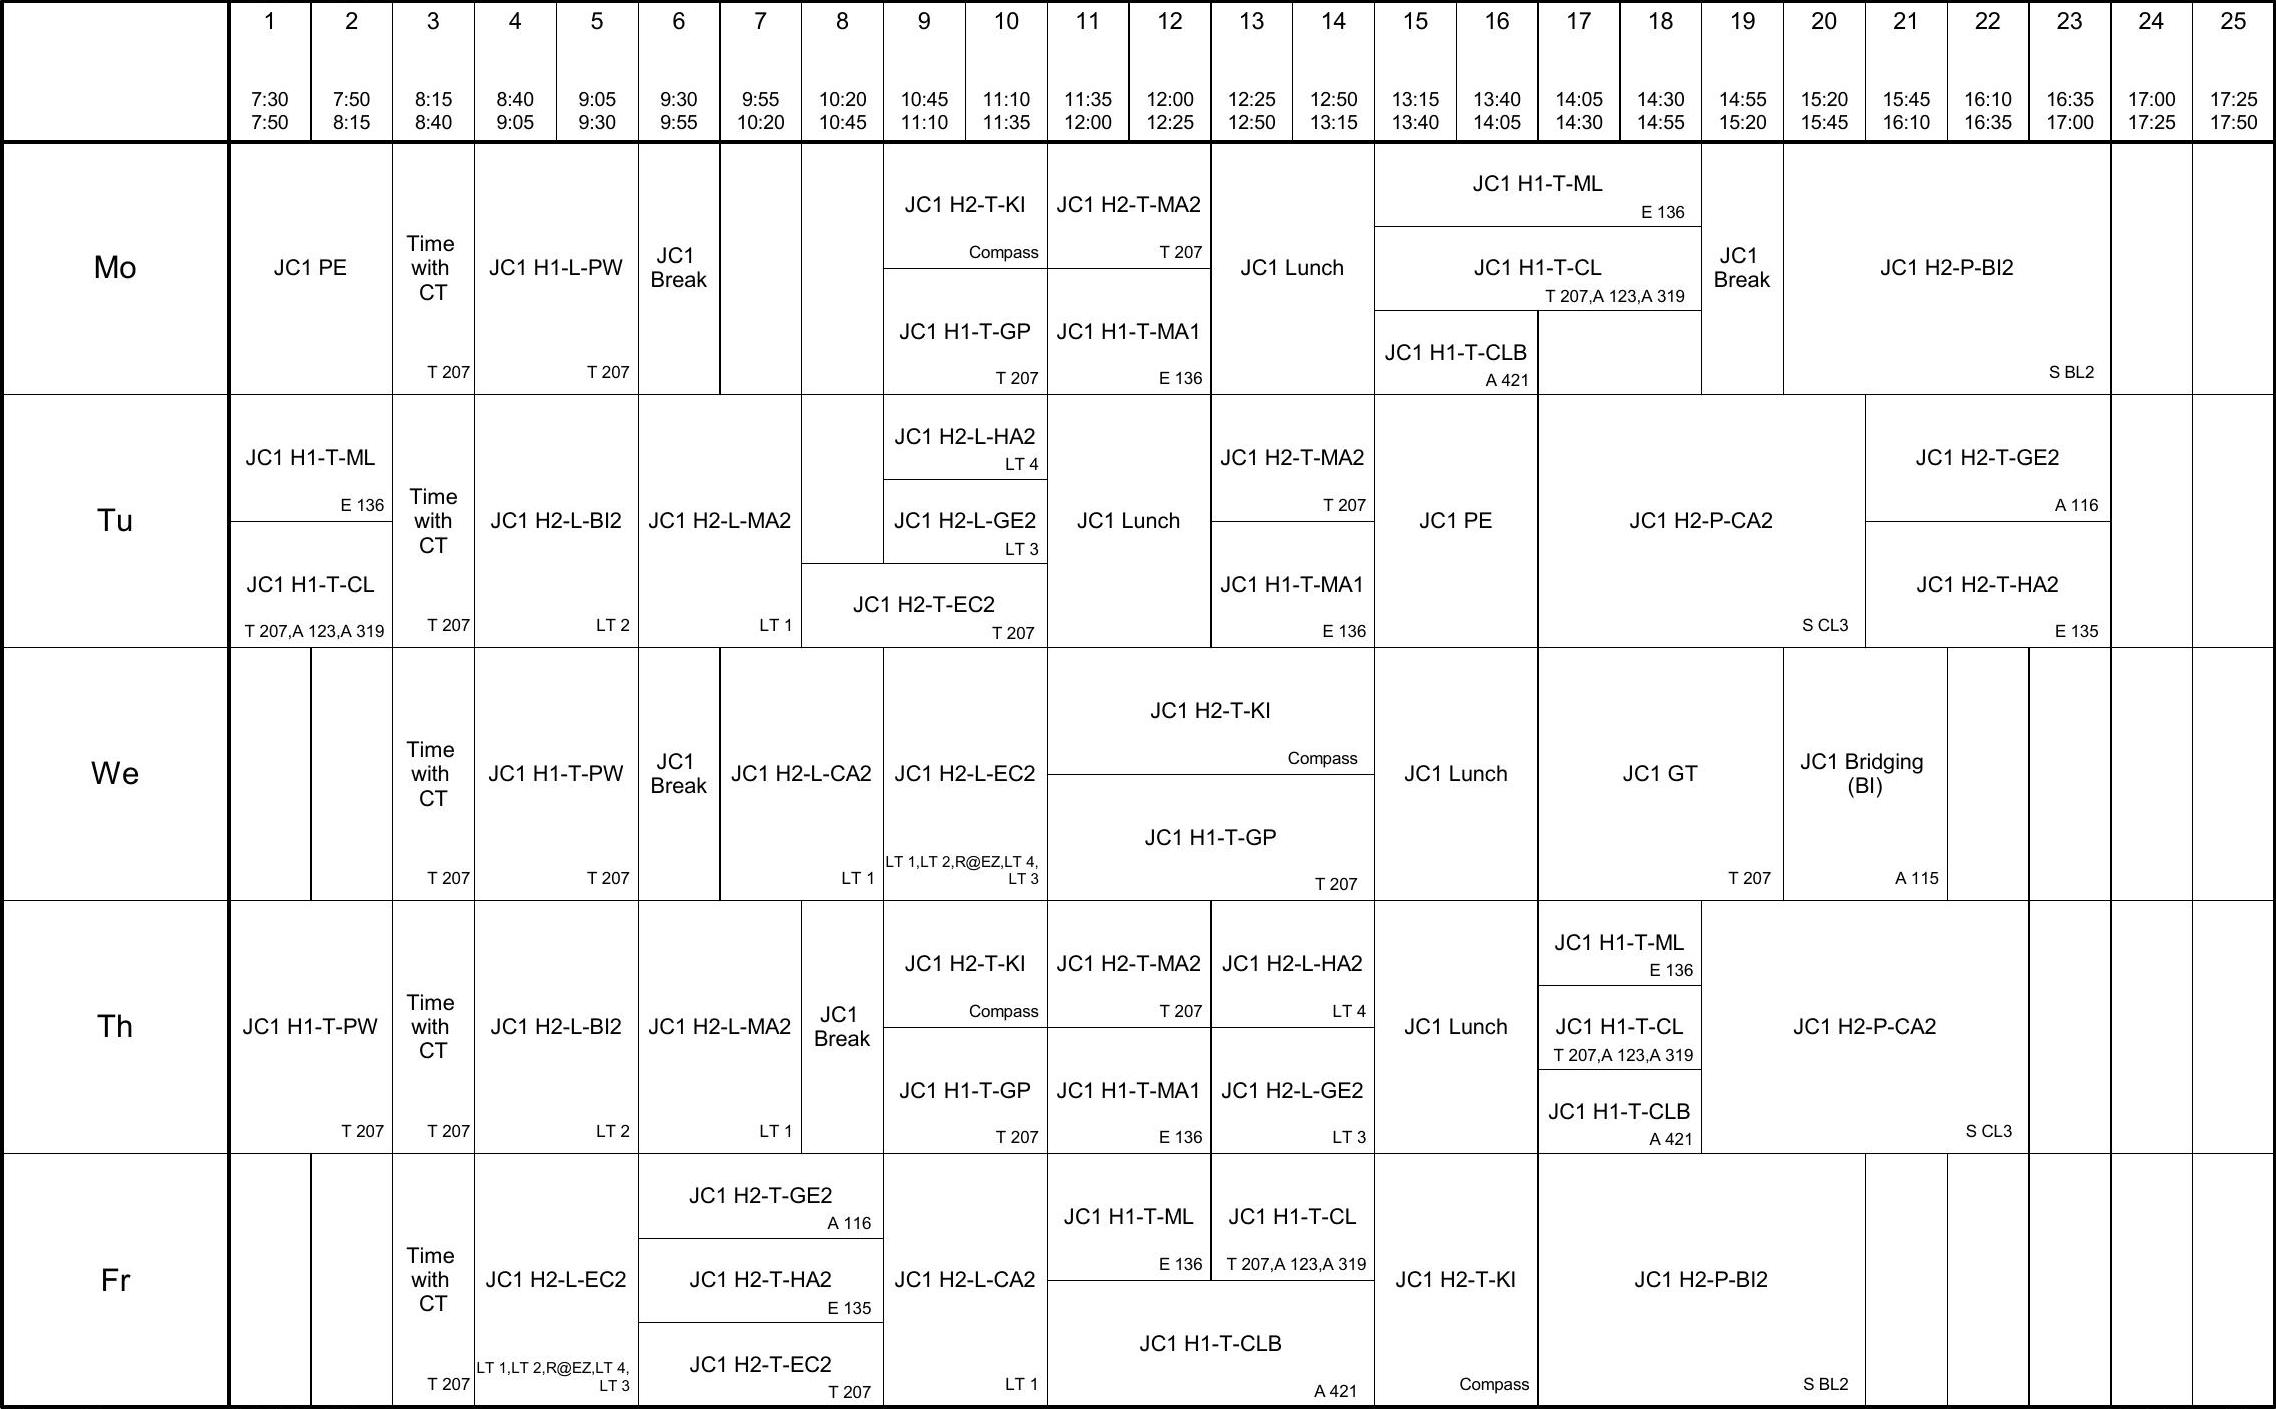 1 2 3 4 5 6 7 8 9 10 11 12 13 14 15 16 17 18 19 20 21 22 23 24 25
7:30 7:50 8:15 8:40 9:05 9:30 9:55 10:20 10:45 11:10 11:35 12:00 12:25 12:50 13:15 13:40 14:05 14:30 14:55 15:20 15:45 16:10 16:35 17:00 17:25
7:50 8:15 8:40 9:05 9:30 9:55 10:20 10:45 11:10 11:35 12:00 12:25 12:50 13:15 13:40 14:05 14:30 14:55 15:20 15:45 16:10 16:35 17:00 17:25 17:50
Mo
JC1 PE
Time
with
CT
T 207
JC1 H1-L-PW
T 207
JC1
Break
JC1 H2-T-KI
Compass
JC1 H1-T-GP
T 207
JC1 H2-T-MA2
T 207
JC1 H1-T-MA1
E 136
JC1 Lunch
JC1 H1-T-ML
E 136
JC1 H1-T-CL
T 207,A 123,A 319
JC1 H1-T-CLB
A 421
JC1
Break
JC1 H2-P-BI2
S BL2
Tu
JC1 H1-T-ML
E 136
JC1 H1-T-CL
T 207,A 123,A 319
Time
with
CT
T 207
JC1 H2-L-BI2
LT 2
JC1 H2-L-MA2
LT 1
JC1 H2-L-HA2
LT 4
JC1 H2-L-GE2
LT 3
JC1 H2-T-EC2
T 207
JC1 Lunch
JC1 H2-T-MA2
T 207
JC1 H1-T-MA1
E 136
JC1 PE
JC1 H2-P-CA2
S CL3
JC1 H2-T-GE2
A 116
JC1 H2-T-HA2
E 135
We
Time
with
CT
T 207
JC1 H1-T-PW
T 207
JC1
Break
JC1 H2-L-CA2
LT 1
JC1 H2-L-EC2
LT 1,LT 2,R@EZ,LT 4,
LT 3
JC1 H2-T-KI
Compass
JC1 H1-T-GP
T 207
JC1 Lunch
JC1 GT
T 207
JC1 Bridging
(BI)
A 115
Th
JC1 H1-T-PW
T 207
Time
with
CT
T 207
JC1 H2-L-BI2
LT 2
JC1 H2-L-MA2
LT 1
JC1
Break
JC1 H2-T-KI
Compass
JC1 H1-T-GP
T 207
JC1 H2-T-MA2
T 207
JC1 H1-T-MA1
E 136
JC1 H2-L-HA2
LT 4
JC1 H2-L-GE2
LT 3
JC1 Lunch
JC1 H1-T-ML
E 136
JC1 H1-T-CL
T 207,A 123,A 319
JC1 H1-T-CLB
A 421
JC1 H2-P-CA2
S CL3
Fr
Time
with
CT
T 207
JC1 H2-L-EC2
LT 1,LT 2,R@EZ,LT 4,
LT 3
JC1 H2-T-GE2
A 116
JC1 H2-T-HA2
E 135
JC1 H2-T-EC2
T 207
JC1 H2-L-CA2
LT 1
JC1 H1-T-ML
E 136
JC1 H1-T-CL
T 207,A 123,A 319
JC1 H1-T-CLB
A 421
JC1 H2-T-KI
Compass
JC1 H2-P-BI2
S BL2